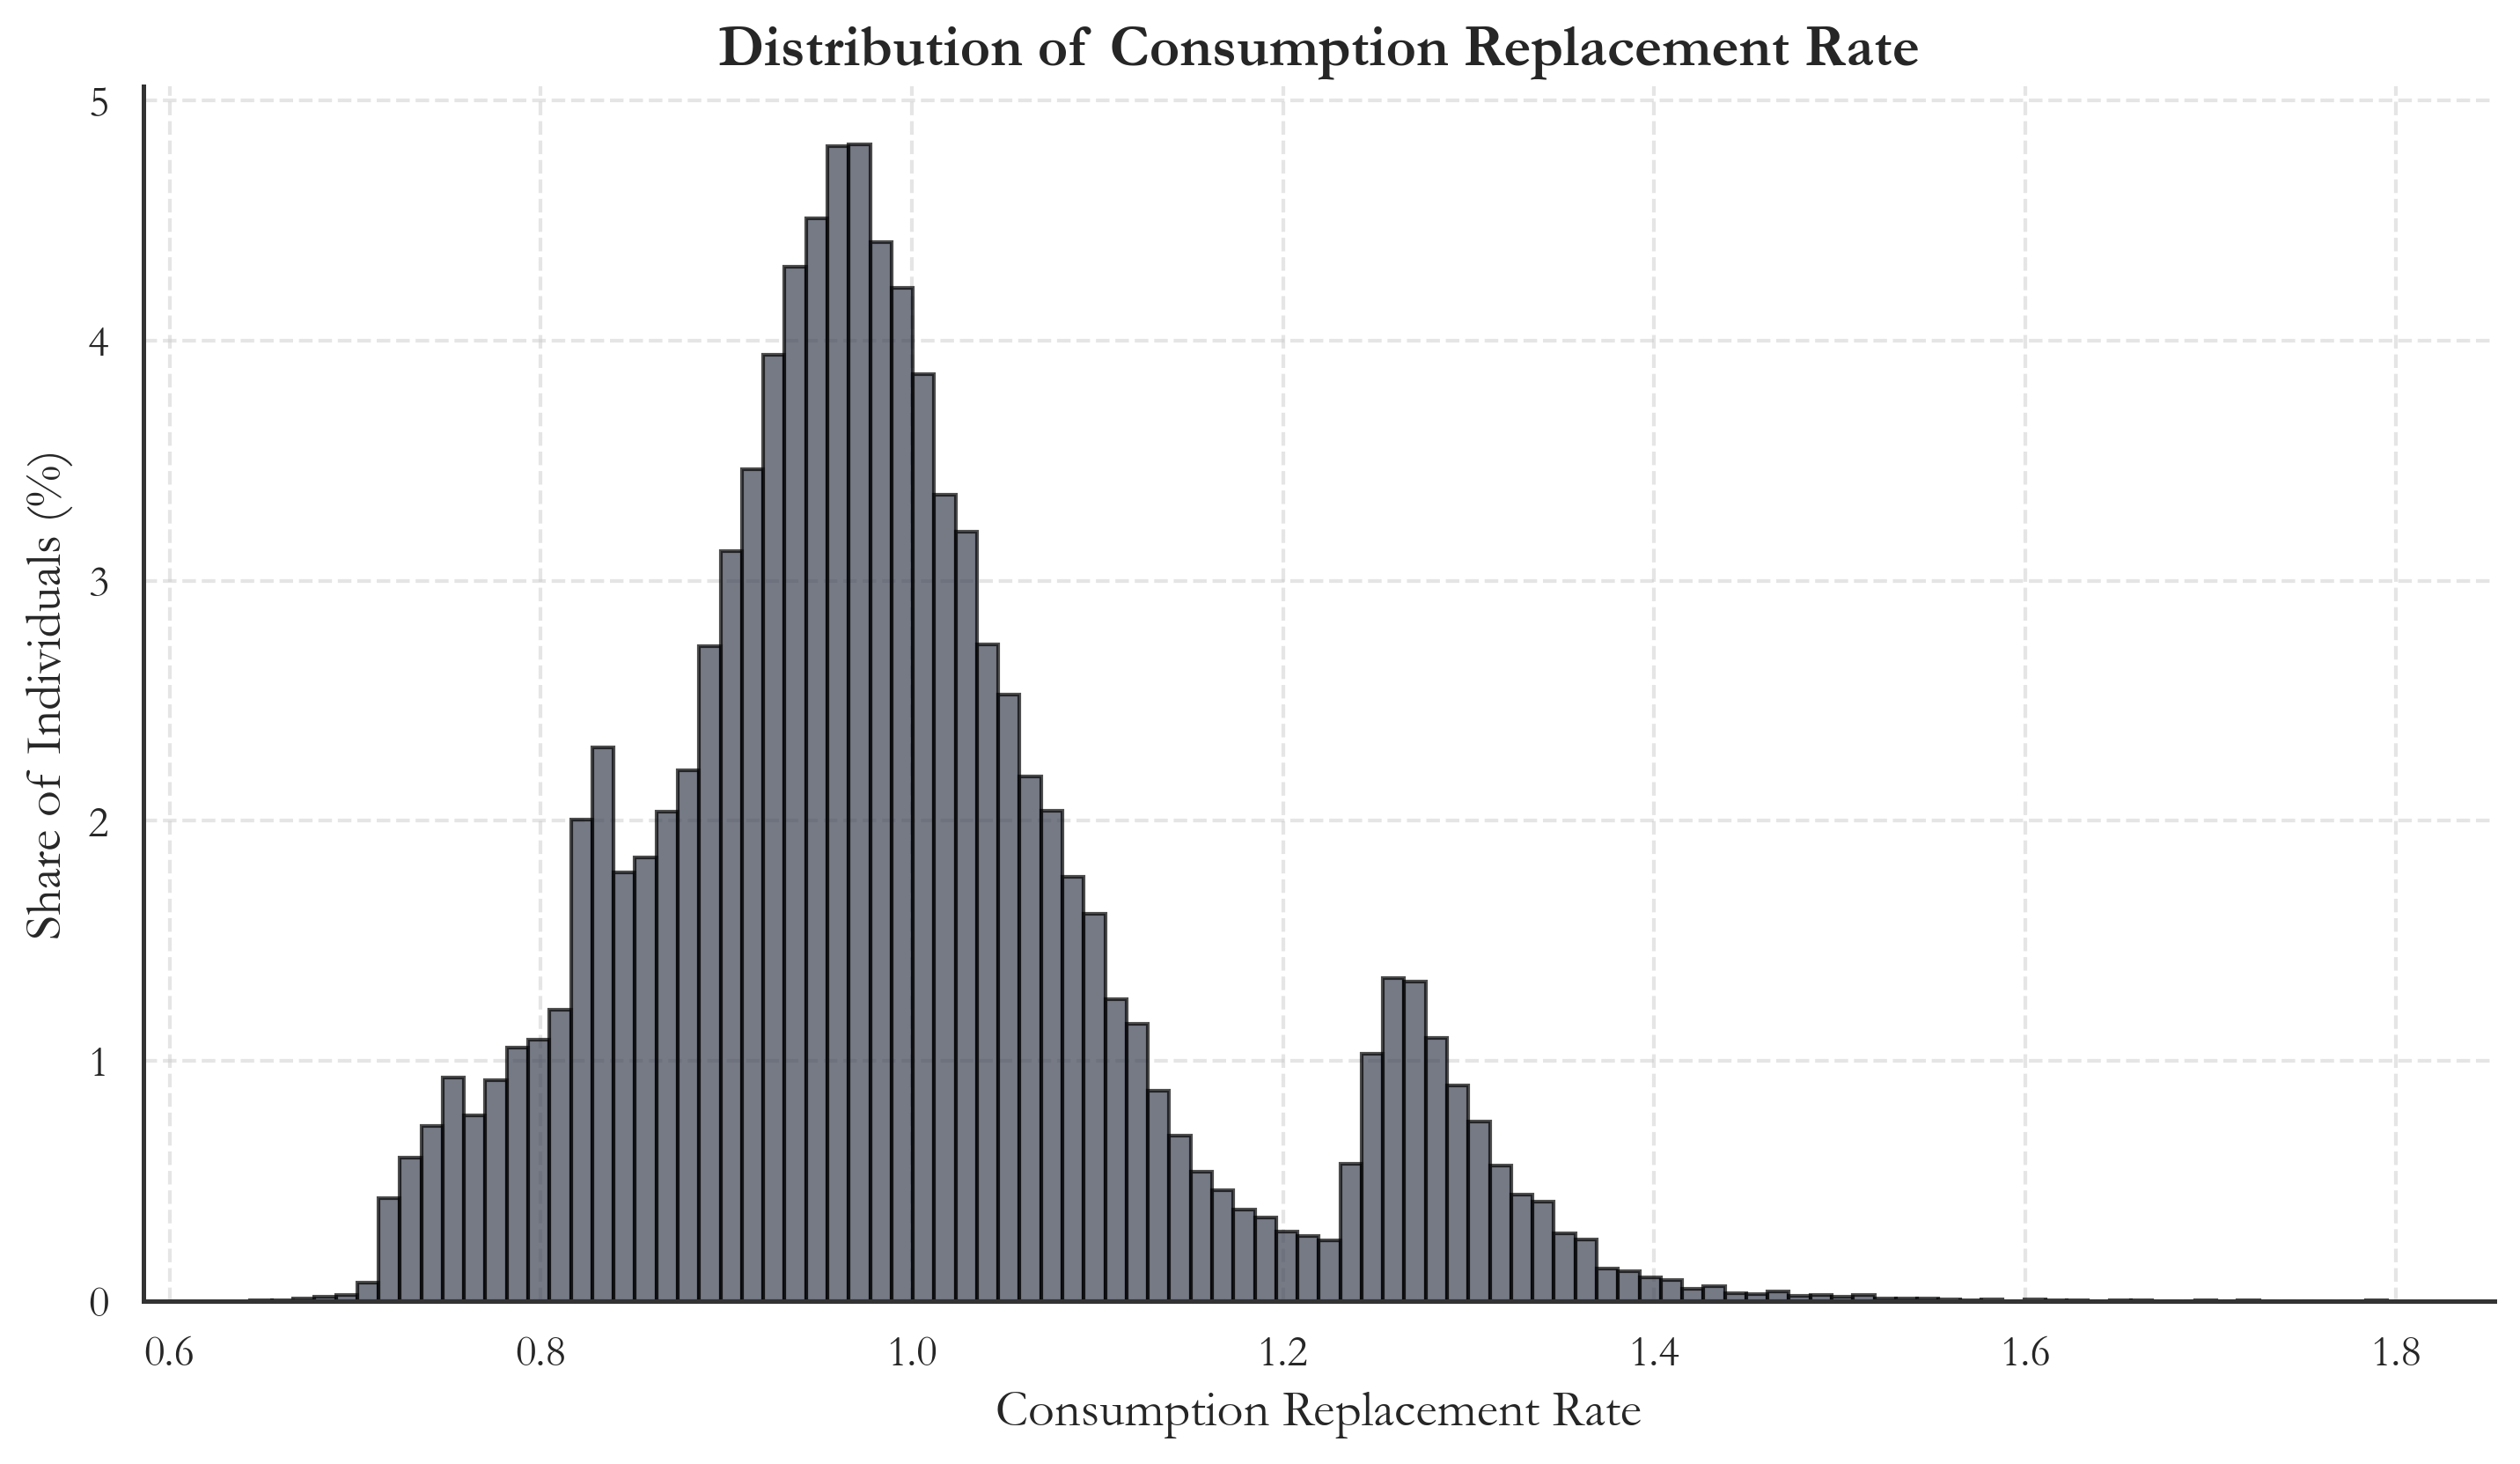 Distribution of Consumption Replacement Rate
5
4
3
2
1
0
Share of Individuals (%)
0.6 0.8 1.0 1.2 1.4 1.6 1.8
Consumption Replacement Rate